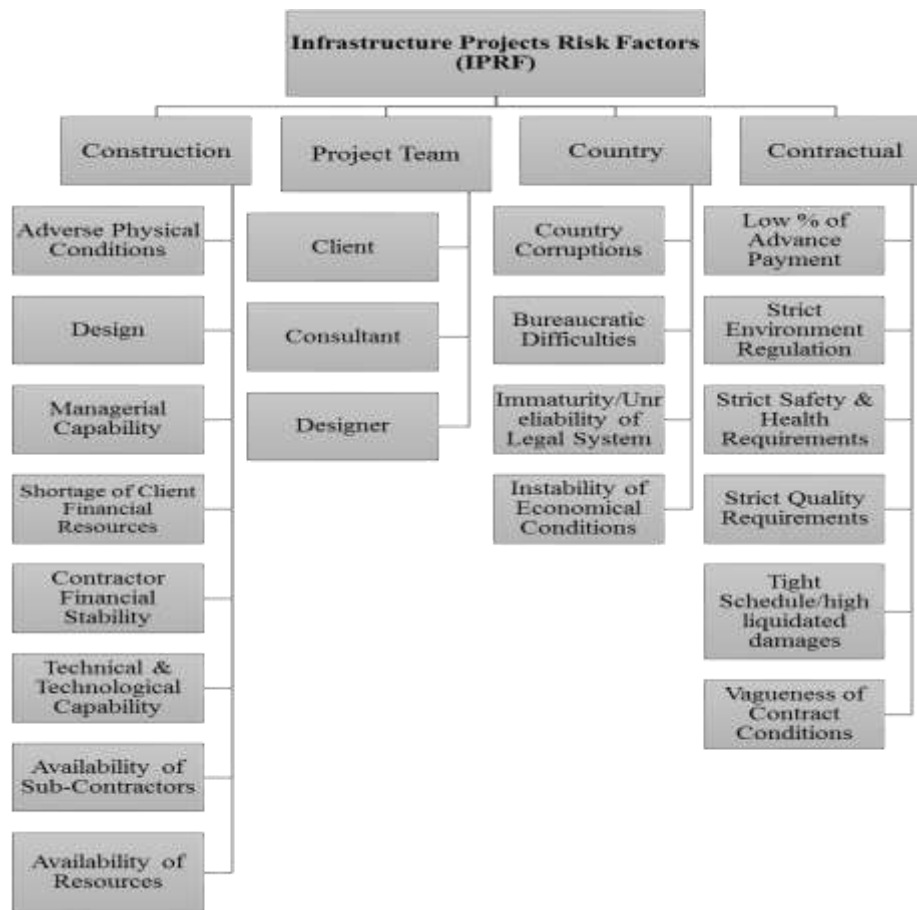 Infrastructure Projects Risk Factors
(IPRF)
Construction
Adverse Physical
Conditions
Design
Managerial
Capability
Shortage of Client
Financial
Resources
Contractor
Financial
Stability
Technical &
Technological
Capability
Availability of
Sub-Contractors
Availability of
Resources
Project Team
Client
Consultant
Designer
Country
Country
Corruptions
Bureaucratic
Difficulties
Immaturity/Unr
eliability of
Legal System
Instability of
Economical
Conditions
Contractual
Low % of
Advance
Payment
Strict
Environment
Regulation
Strict Safety &
Health
Requirements
Strict Quality
Requirements
Tight
Schedule/high
liquidated
damages
Vagueness of
Contract
Conditions